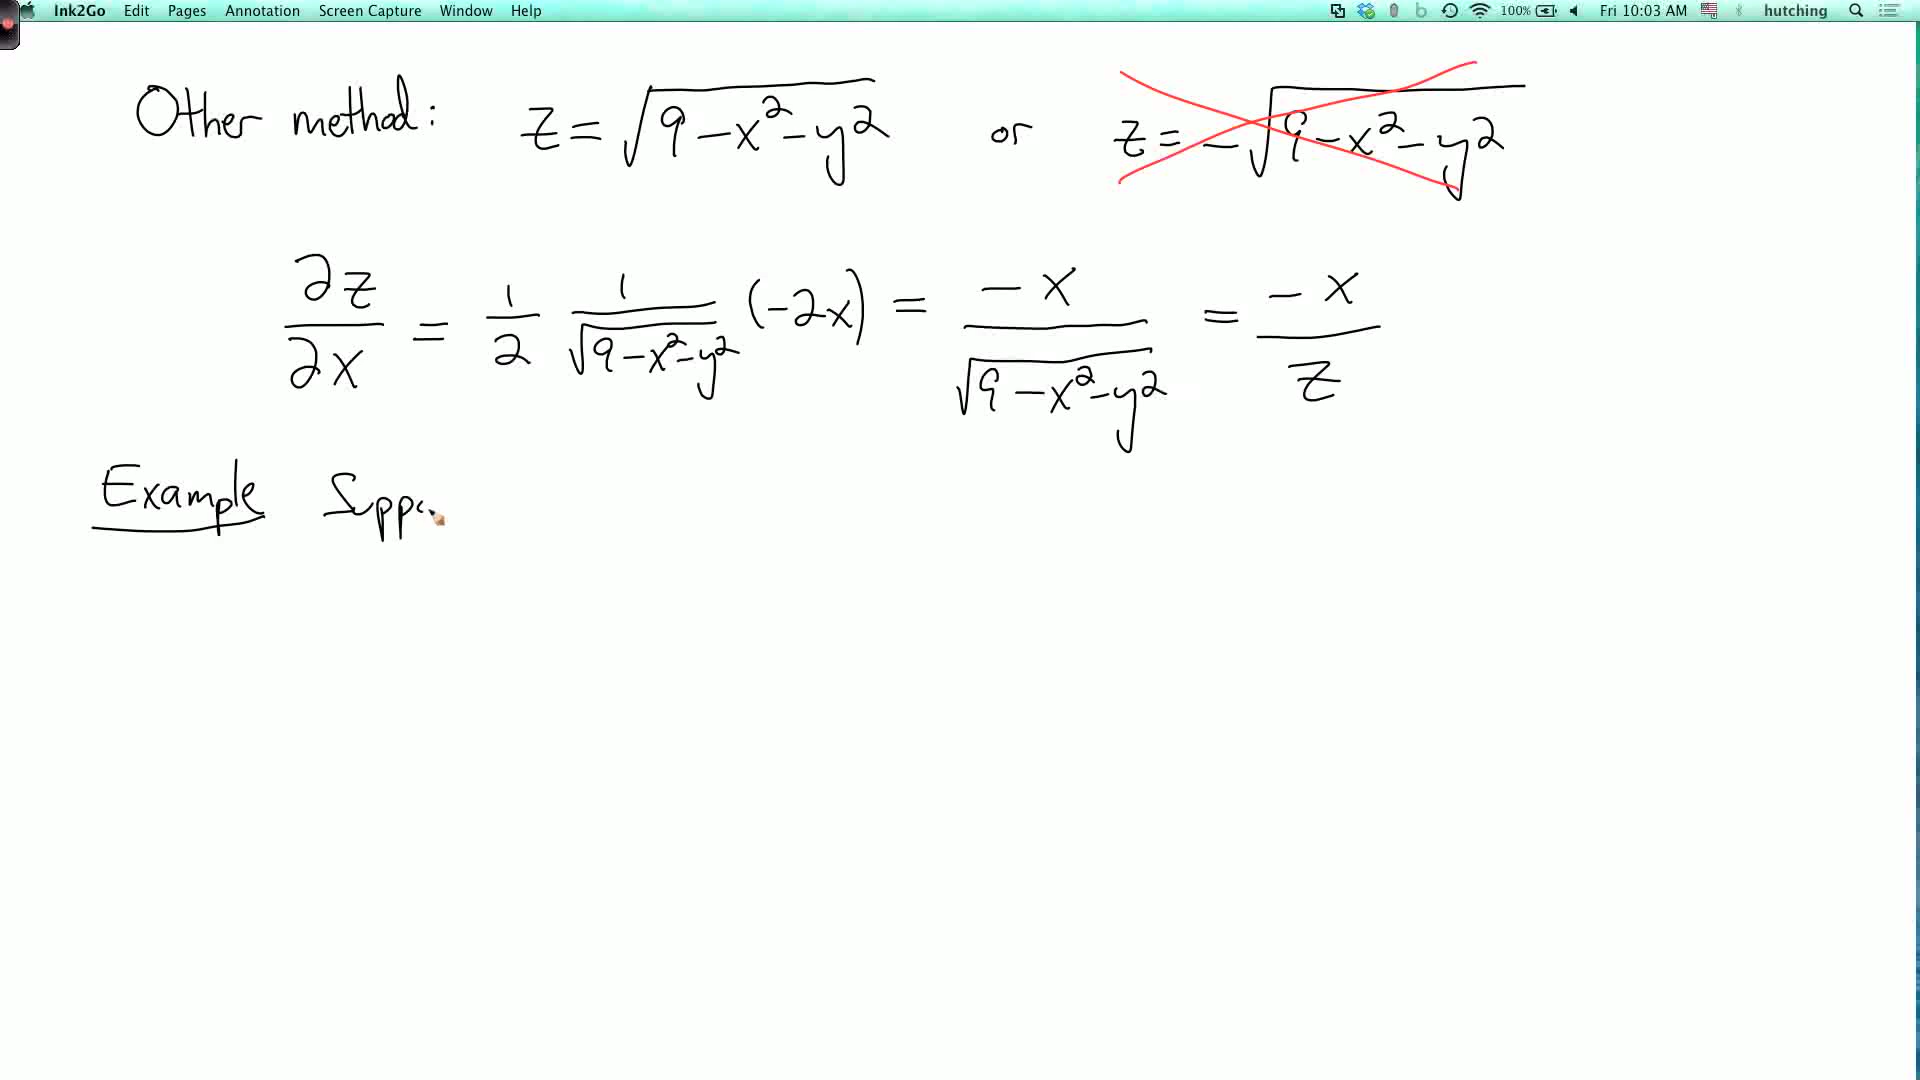 Ink2Go Edit Pages Annotation Screen Capture Window Help 100% Fri 10:03 AM hutching
Other method: z = √(9 − x² − y²) or z = −√(9 − x² − y²)
∂z/∂x = 1/2 1/√(9 − x² − y²) (−2x) = −x/√(9 − x² − y²) = −x/z
Example Suppo